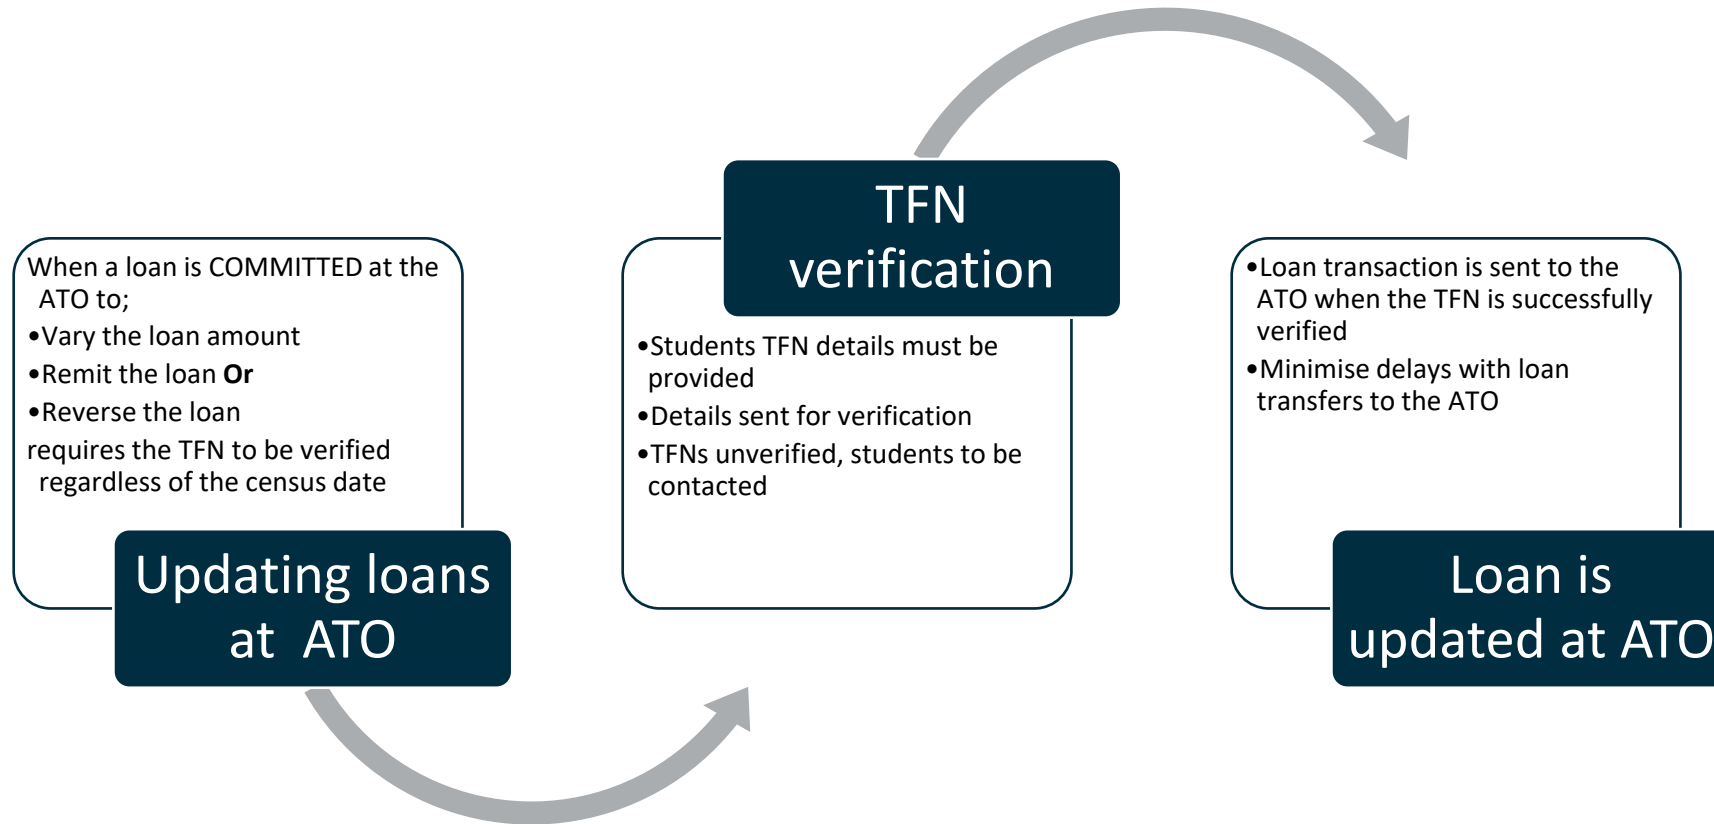 When a loan is COMMITTED at the
ATO to;
•Vary the loan amount
•Remit the loan Or
•Reverse the loan
requires the TFN to be verified
regardless of the census date
Updating loans
at  ATO
TFN
verification
•Students TFN details must be
provided
•Details sent for verification
•TFNs unverified, students to be
contacted
•Loan transaction is sent to the
ATO when the TFN is successfully
verified
•Minimise delays with loan
transfers to the ATO
Loan is
updated at ATO